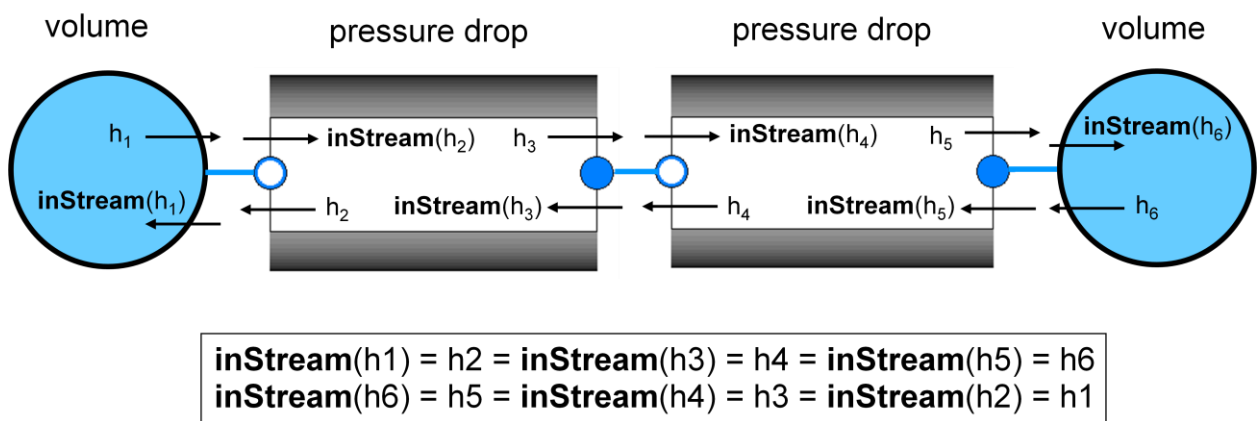 volume
pressure drop
pressure drop
volume
h1
inStream(h2)
h3
inStream(h4)
h5
inStream(h6)
inStream(h1)
h2
inStream(h3)
h4
inStream(h5)
h6
inStream(h1) = h2 = inStream(h3) = h4 = inStream(h5) = h6
inStream(h6) = h5 = inStream(h4) = h3 = inStream(h2) = h1